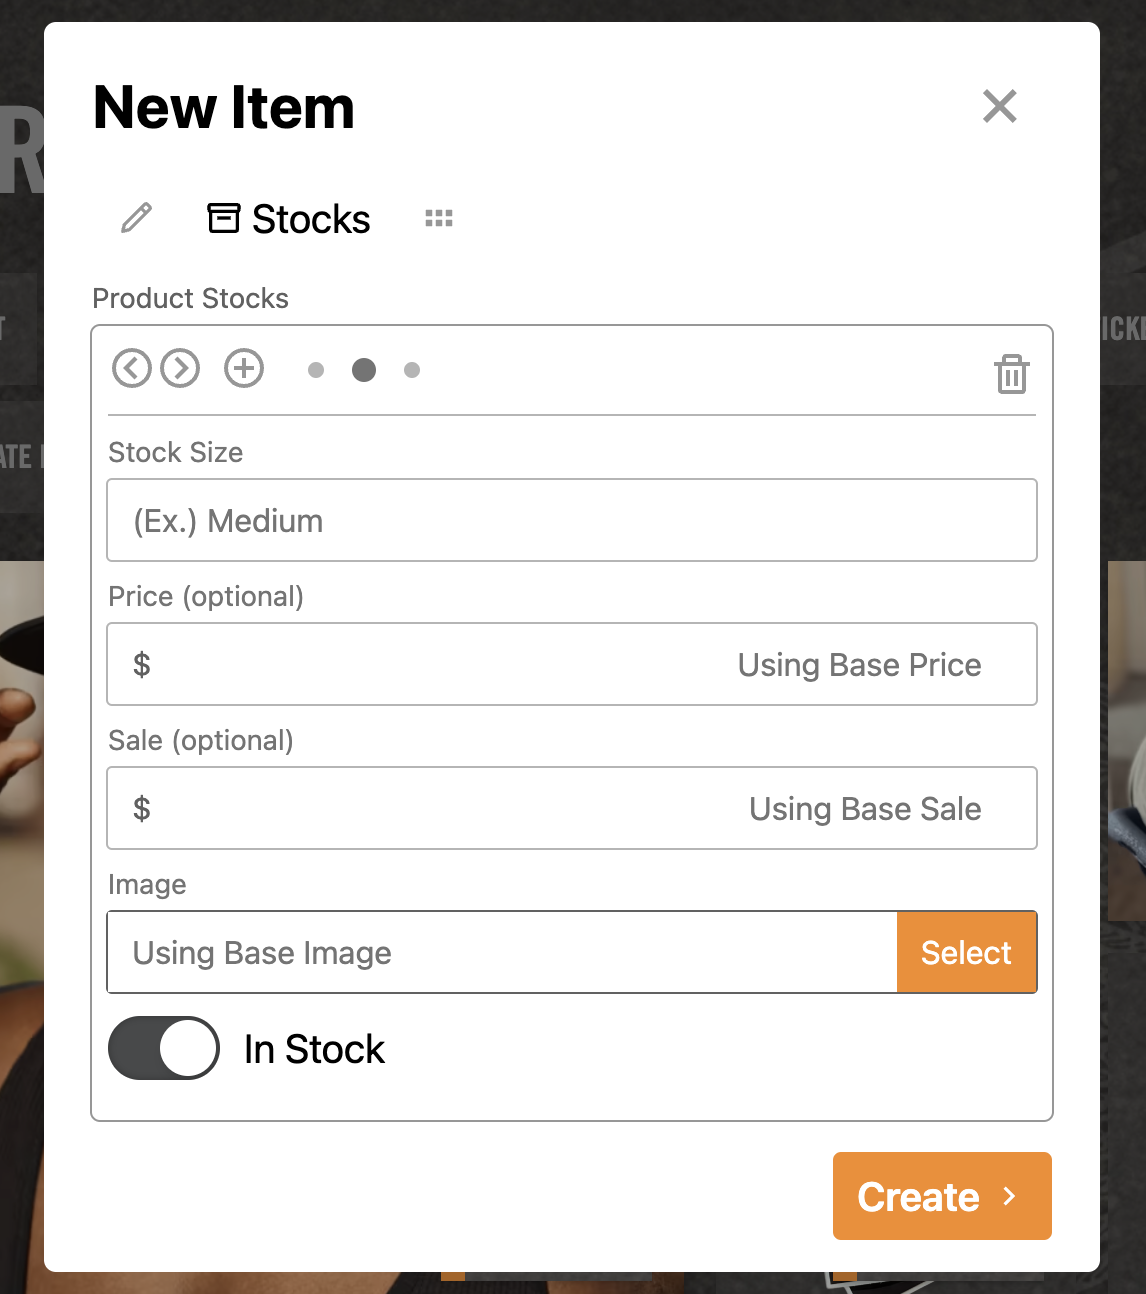 New Item
Stocks
Product Stocks
Stock Size
(Ex.) Medium
Price (optional)
$ Using Base Price
Sale (optional)
$ Using Base Sale
Image
Using Base Image Select
In Stock
Create